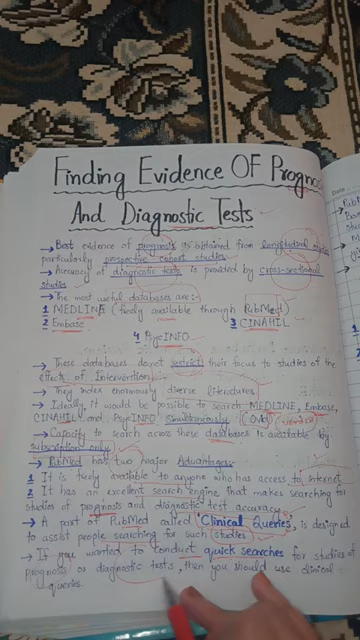 Finding Evidence OF Progno
And Diagnostic Tests
→ Best evidence of prognosis is obtained from longitudinal studies
particularly prospective cohort studies
→ Accuracy of diagnostic tests is provided by cross-sectional
studies
→ The most useful databases are:-
1 MEDLINE (freely available through PubMed)
2 Embase 3 CINAHIL
4 PsycINFO
→ These databases donot restrict their focus to studies of the
effects of Intervention
→ They index enormously diverse literatures
→ Ideally, it would be possible to search MEDLINE, Embase,
CINAHIL and PsycINFO simultaneously (Ovid)
→ Capacity to search across these databases is available by
subscription only
→ PubMed has two major Advantages
1 It is freely available to anyone who has access to internet
2 It has an excellent search engine that makes searching for
studies of prognosis and diagnostic test accuracy
→ A part of PubMed called 'Clinical Queries, is designed
to assist people searching for such studies
→ If you wanted to conduct quick searches for studies of
Prognosis or diagnostic tests, then you should use clinical
queries.
Date
→ PubM